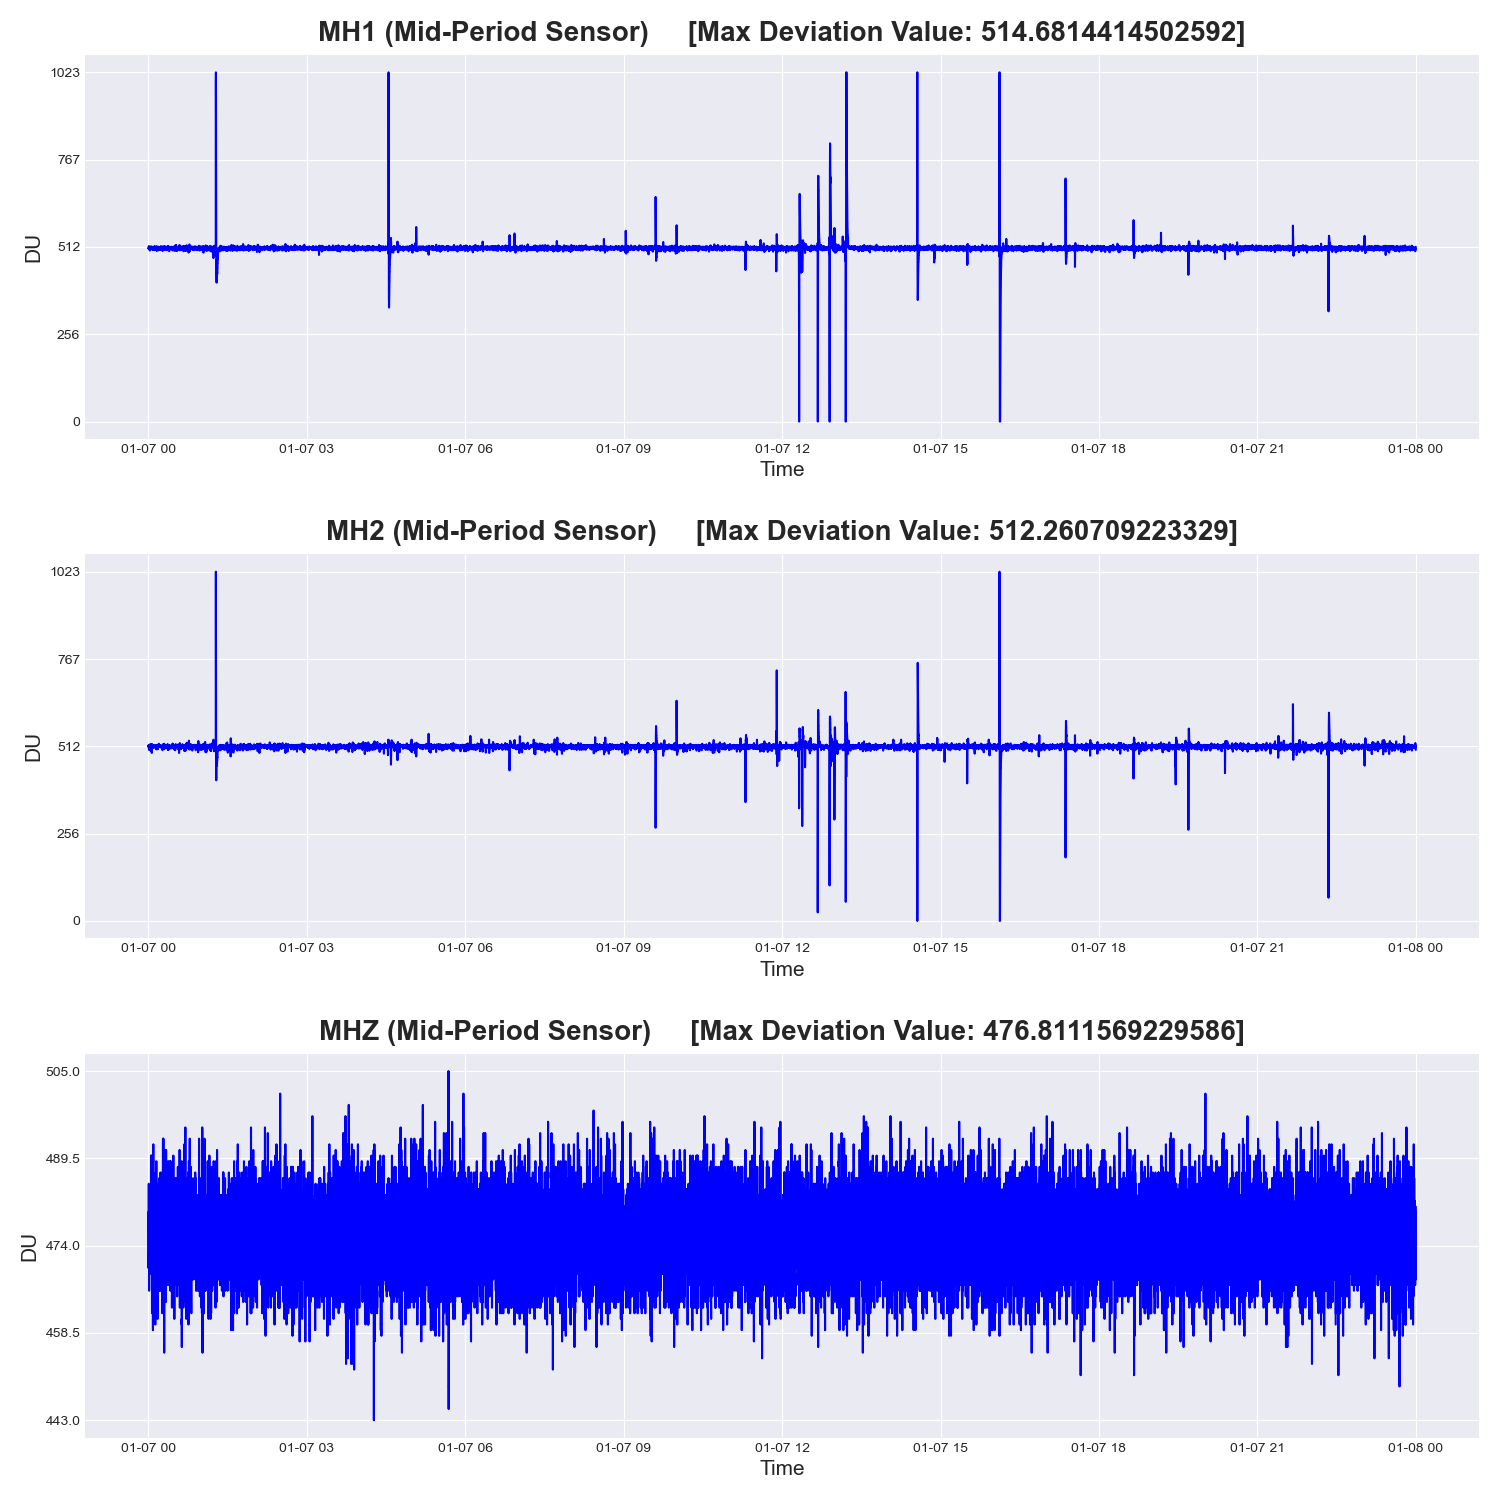 MH1 (Mid-Period Sensor) [Max Deviation Value: 514.6814414502592]
1023
767
512
256
0
DU
01-07 00 01-07 03 01-07 06 01-07 09 01-07 12 01-07 15 01-07 18 01-07 21 01-08 00
Time
MH2 (Mid-Period Sensor) [Max Deviation Value: 512.260709223329]
1023
767
512
256
0
DU
01-07 00 01-07 03 01-07 06 01-07 09 01-07 12 01-07 15 01-07 18 01-07 21 01-08 00
Time
MHZ (Mid-Period Sensor) [Max Deviation Value: 476.8111569229586]
505.0
489.5
474.0
458.5
443.0
DU
01-07 00 01-07 03 01-07 06 01-07 09 01-07 12 01-07 15 01-07 18 01-07 21 01-08 00
Time